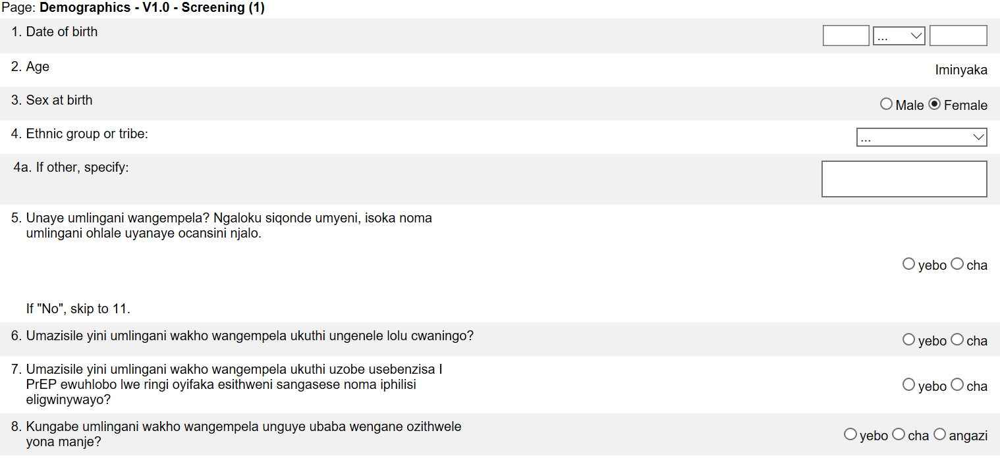 Page: Demographics - V1.0 - Screening (1)
1. Date of birth
...
2. Age
Iminyaka
3. Sex at birth
Male Female
4. Ethnic group or tribe:
...
4a. If other, specify:
5. Unaye umlingani wangempela? Ngaloku siqonde umyeni, isoka noma
umlingani ohlale uyanaye ocansini njalo.
yebo cha
If "No", skip to 11.
6. Umazisile yini umlingani wakho wangempela ukuthi ungenele lolu cwaningo?
yebo cha
7. Umazisile yini umlingani wakho wangempela ukuthi uzobe usebenzisa I
PrEP ewuhlobo lwe ringi oyifaka esithweni sangasese noma iphilisi
eligwinywayo?
yebo cha
8. Kungabe umlingani wakho wangempela unguye ubaba wengane ozithwele
yona manje?
yebo cha angazi